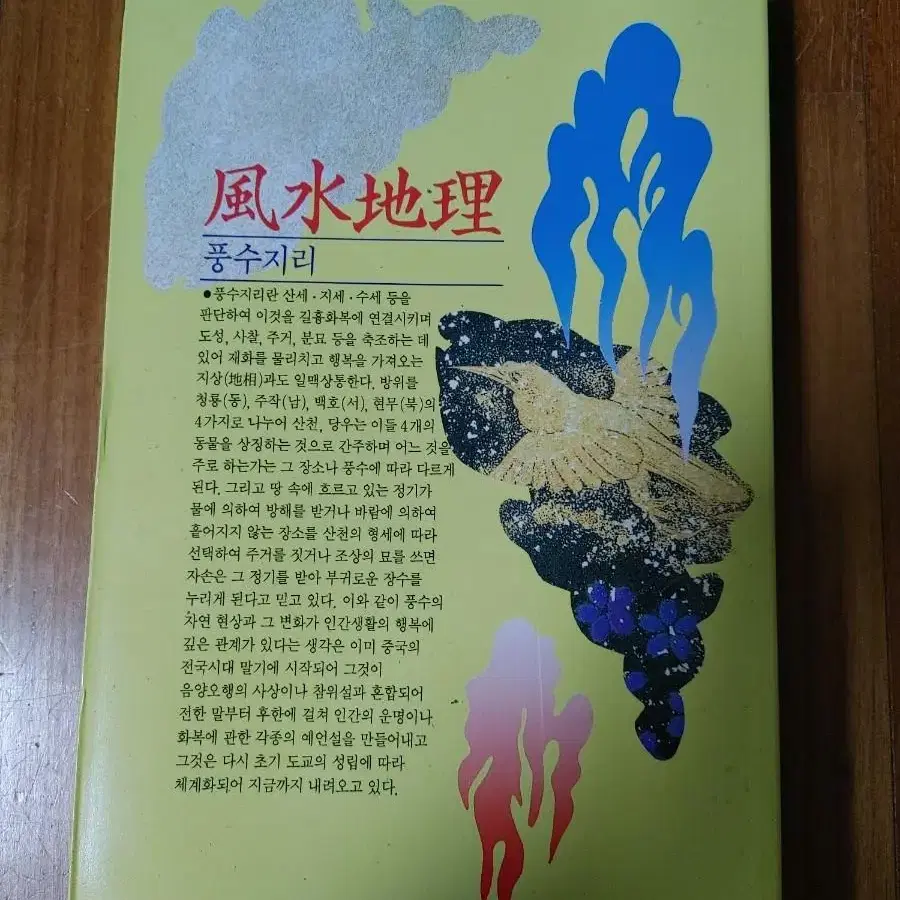 風水地理
풍수지리
●풍수지리란 산세·지세·수세 등을
판단하여 이것을 길흉화복에 연결시키며
도성, 사찰, 주거, 분묘 등을 축조하는 데
있어 재화를 물리치고 행복을 가져오는
지상(地相)과도 일맥상통한다. 방위를
청룡(동), 주작(남), 백호(서), 현무(북)의
4가지로 나누어 산천, 당우는 이들 4개의
동물을 상징하는 것으로 간주하며 어느 것을
주로 하는가는 그 장소나 풍수에 따라 다르게
된다. 그리고 땅 속에 흐르고 있는 정기가
물에 의하여 방해를 받거나 바람에 의하여
흩어지지 않는 장소를 산천의 형세에 따라
선택하여 주거를 짓거나 조상의 묘를 쓰면
자손은 그 정기를 받아 부귀로운 장수를
누리게 된다고 믿고 있다. 이와 같이 풍수의
자연 현상과 그 변화가 인간생활의 행복에
깊은 관계가 있다는 생각은 이미 중국의
전국시대 말기에 시작되어 그것이
음양오행의 사상이나 참위설과 혼합되어
전한 말부터 후한에 걸쳐 인간의 운명이나
화복에 관한 각종의 예언설을 만들어내고
그것은 다시 초기 도교의 성립에 따라
체계화되어 지금까지 내려오고 있다.